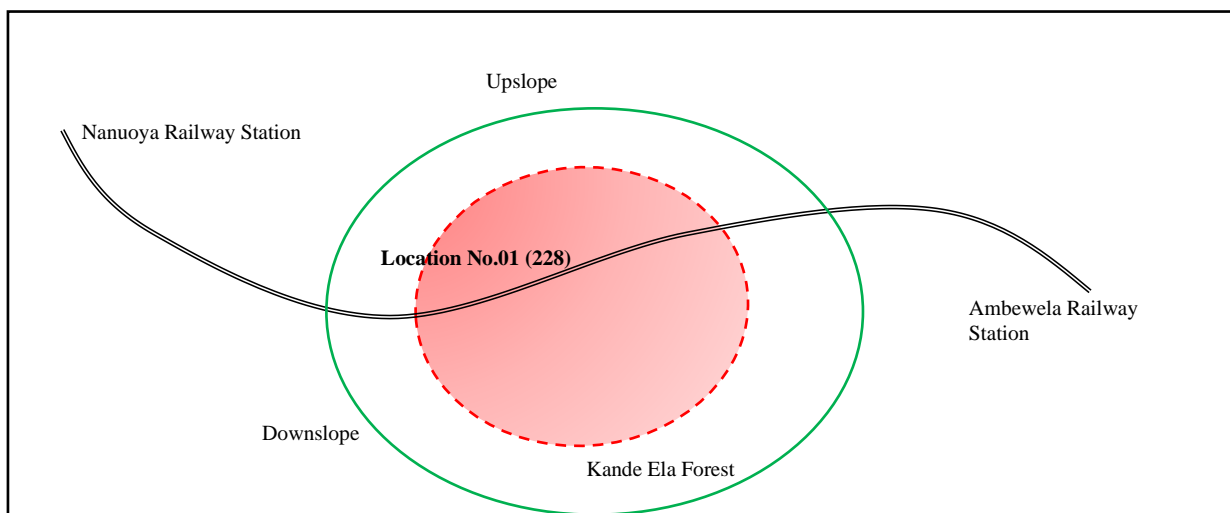 Upslope
Nanuoya Railway Station
Location No.01 (228)
Ambewela Railway
Station
Downslope
Kande Ela Forest